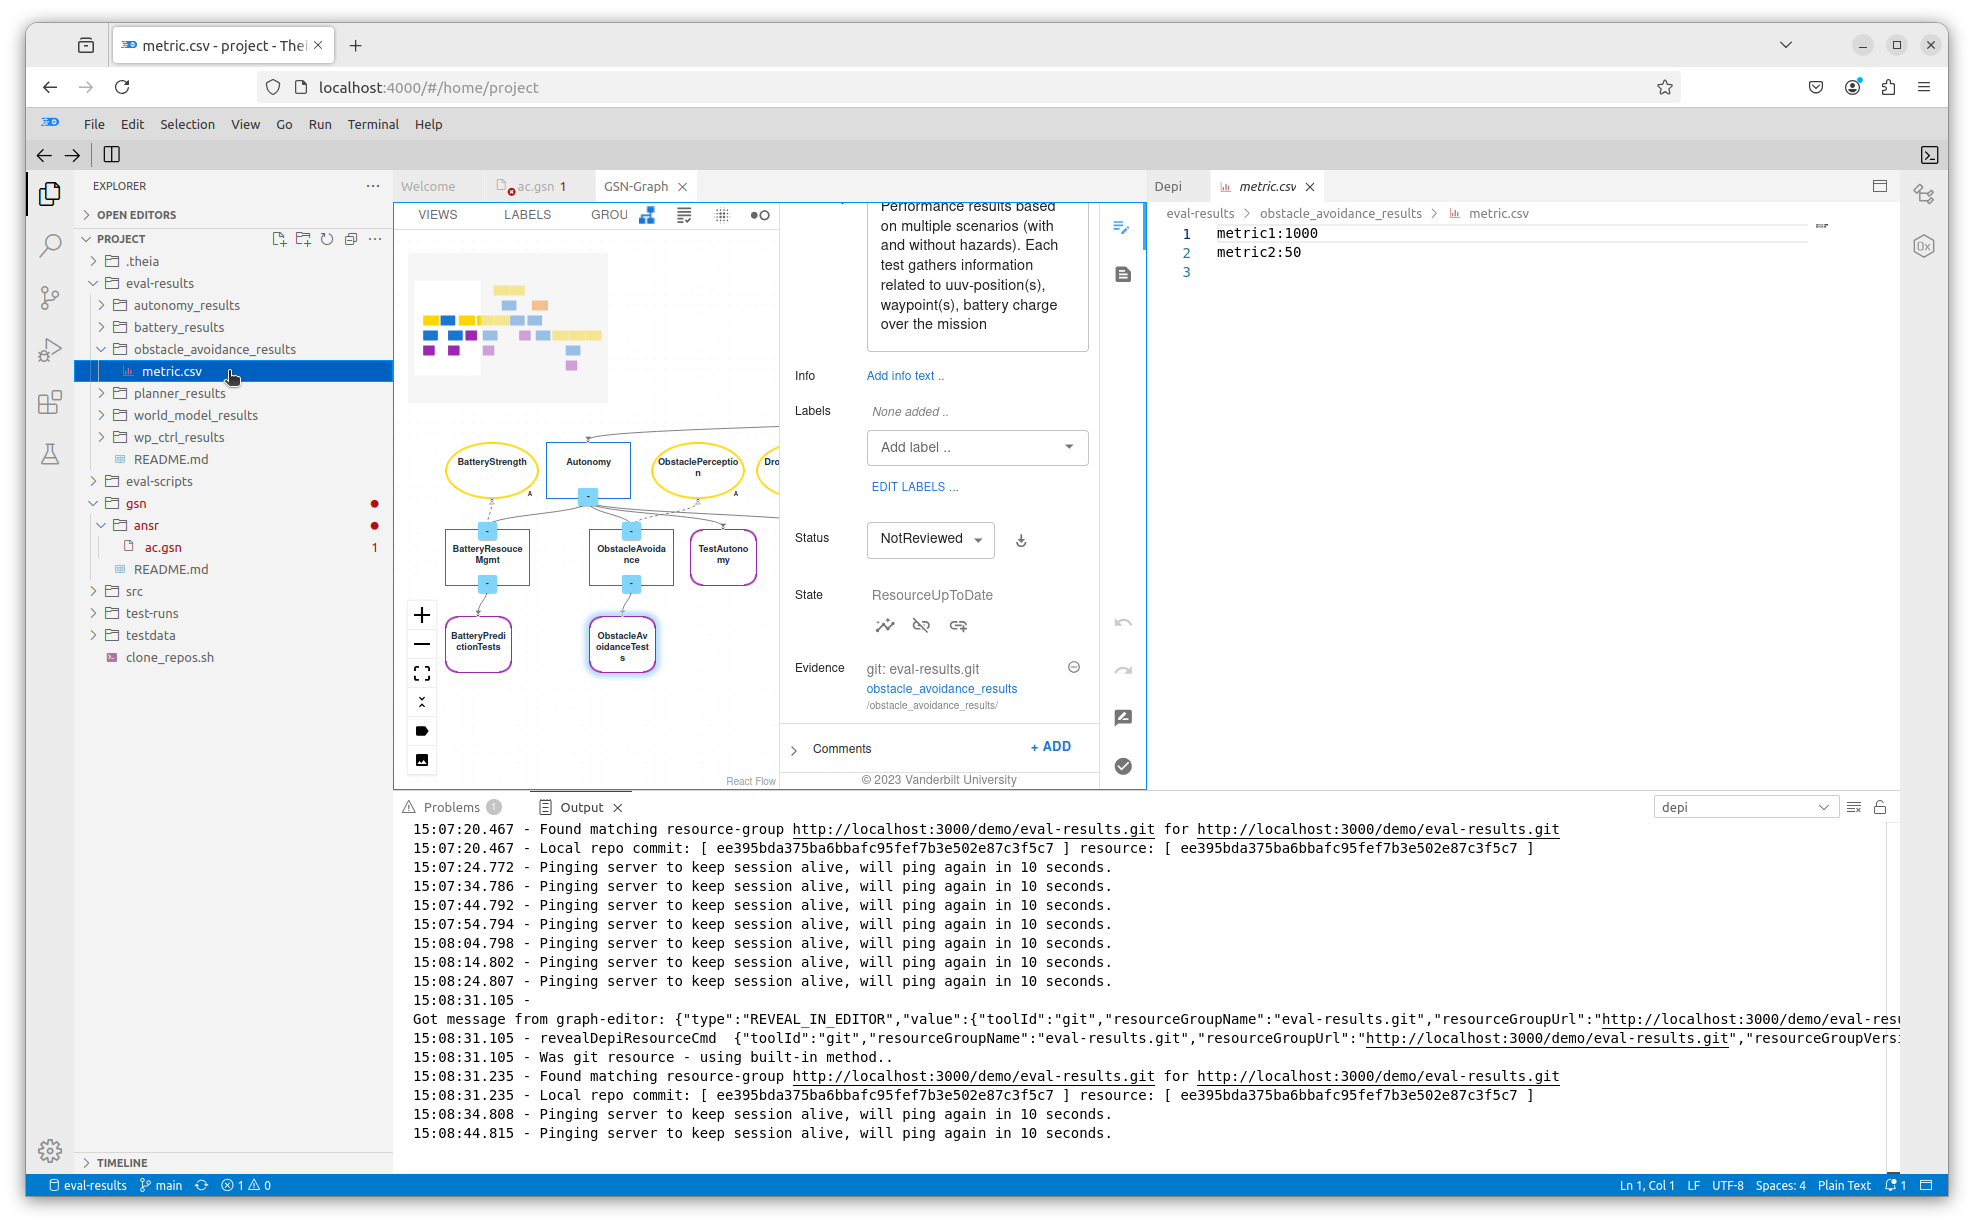 metric.csv - project - Thei
localhost:4000/#/home/project
File Edit Selection View Go Run Terminal Help
EXPLORER
OPEN EDITORS
PROJECT
.theia
eval-results
autonomy_results
battery_results
obstacle_avoidance_results
metric.csv
planner_results
world_model_results
wp_ctrl_results
README.md
eval-scripts
gsn
ansr
ac.gsn 1
README.md
src
test-runs
testdata
clone_repos.sh
TIMELINE
Welcome ac.gsn 1 GSN-Graph
VIEWS LABELS GROU
BatteryStrength
A
Autonomy
-
ObstaclePerceptio
n
A
Dro
-
BatteryResouce
Mgmt
-
-
ObstacleAvoida
nce
-
TestAutono
my
BatteryPredi
ctionTests
ObstacleAv
oidanceTest
s
React Flow
Performance results based
on multiple scenarios (with
and without hazards). Each
test gathers information
related to uuv-position(s),
waypoint(s), battery charge
over the mission
Info Add info text ..
Labels None added ..
Add label ..
EDIT LABELS ...
Status NotReviewed
State ResourceUpToDate
Evidence git: eval-results.git
obstacle_avoidance_results
/obstacle_avoidance_results/
Comments + ADD
© 2023 Vanderbilt University
Depi metric.csv
eval-results obstacle_avoidance_results metric.csv
1 metric1:1000
2 metric2:50
3
0x
Problems 1 Output depi
15:07:20.467 - Found matching resource-group http://localhost:3000/demo/eval-results.git for http://localhost:3000/demo/eval-results.git
15:07:20.467 - Local repo commit: [ ee395bda375ba6bbafc95fef7b3e502e87c3f5c7 ] resource: [ ee395bda375ba6bbafc95fef7b3e502e87c3f5c7 ]
15:07:24.772 - Pinging server to keep session alive, will ping again in 10 seconds.
15:07:34.786 - Pinging server to keep session alive, will ping again in 10 seconds.
15:07:44.792 - Pinging server to keep session alive, will ping again in 10 seconds.
15:07:54.794 - Pinging server to keep session alive, will ping again in 10 seconds.
15:08:04.798 - Pinging server to keep session alive, will ping again in 10 seconds.
15:08:14.802 - Pinging server to keep session alive, will ping again in 10 seconds.
15:08:24.807 - Pinging server to keep session alive, will ping again in 10 seconds.
15:08:31.105 -
Got message from graph-editor: {"type":"REVEAL_IN_EDITOR","value":{"toolId":"git","resourceGroupName":"eval-results.git","resourceGroupUrl":"http://localhost:3000/demo/eval-resu
15:08:31.105 - revealDepiResourceCmd {"toolId":"git","resourceGroupName":"eval-results.git","resourceGroupUrl":"http://localhost:3000/demo/eval-results.git","resourceGroupVersi
15:08:31.105 - Was git resource - using built-in method..
15:08:31.235 - Found matching resource-group http://localhost:3000/demo/eval-results.git for http://localhost:3000/demo/eval-results.git
15:08:31.235 - Local repo commit: [ ee395bda375ba6bbafc95fef7b3e502e87c3f5c7 ] resource: [ ee395bda375ba6bbafc95fef7b3e502e87c3f5c7 ]
15:08:34.808 - Pinging server to keep session alive, will ping again in 10 seconds.
15:08:44.815 - Pinging server to keep session alive, will ping again in 10 seconds.
eval-results main 1 0 Ln 1, Col 1 LF UTF-8 Spaces: 4 Plain Text 1